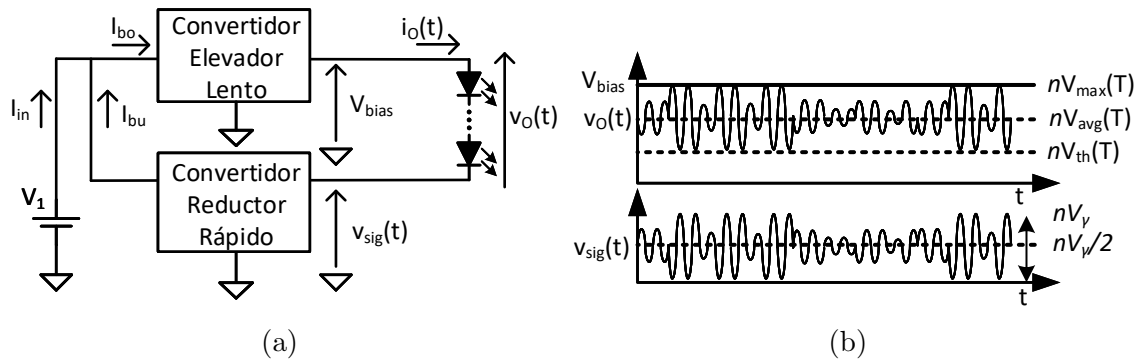 Convertidor
Elevador
Lento
I_bo
i_O(t)
I_in
I_bu
V_bias
v_O(t)
V_1
Convertidor
Reductor
Rápido
v_sig(t)
(a)
V_bias
nV_max(T)
v_O(t)
nV_avg(T)
nV_th(T)
t
nV_γ
v_sig(t)
nV_γ/2
t
(b)